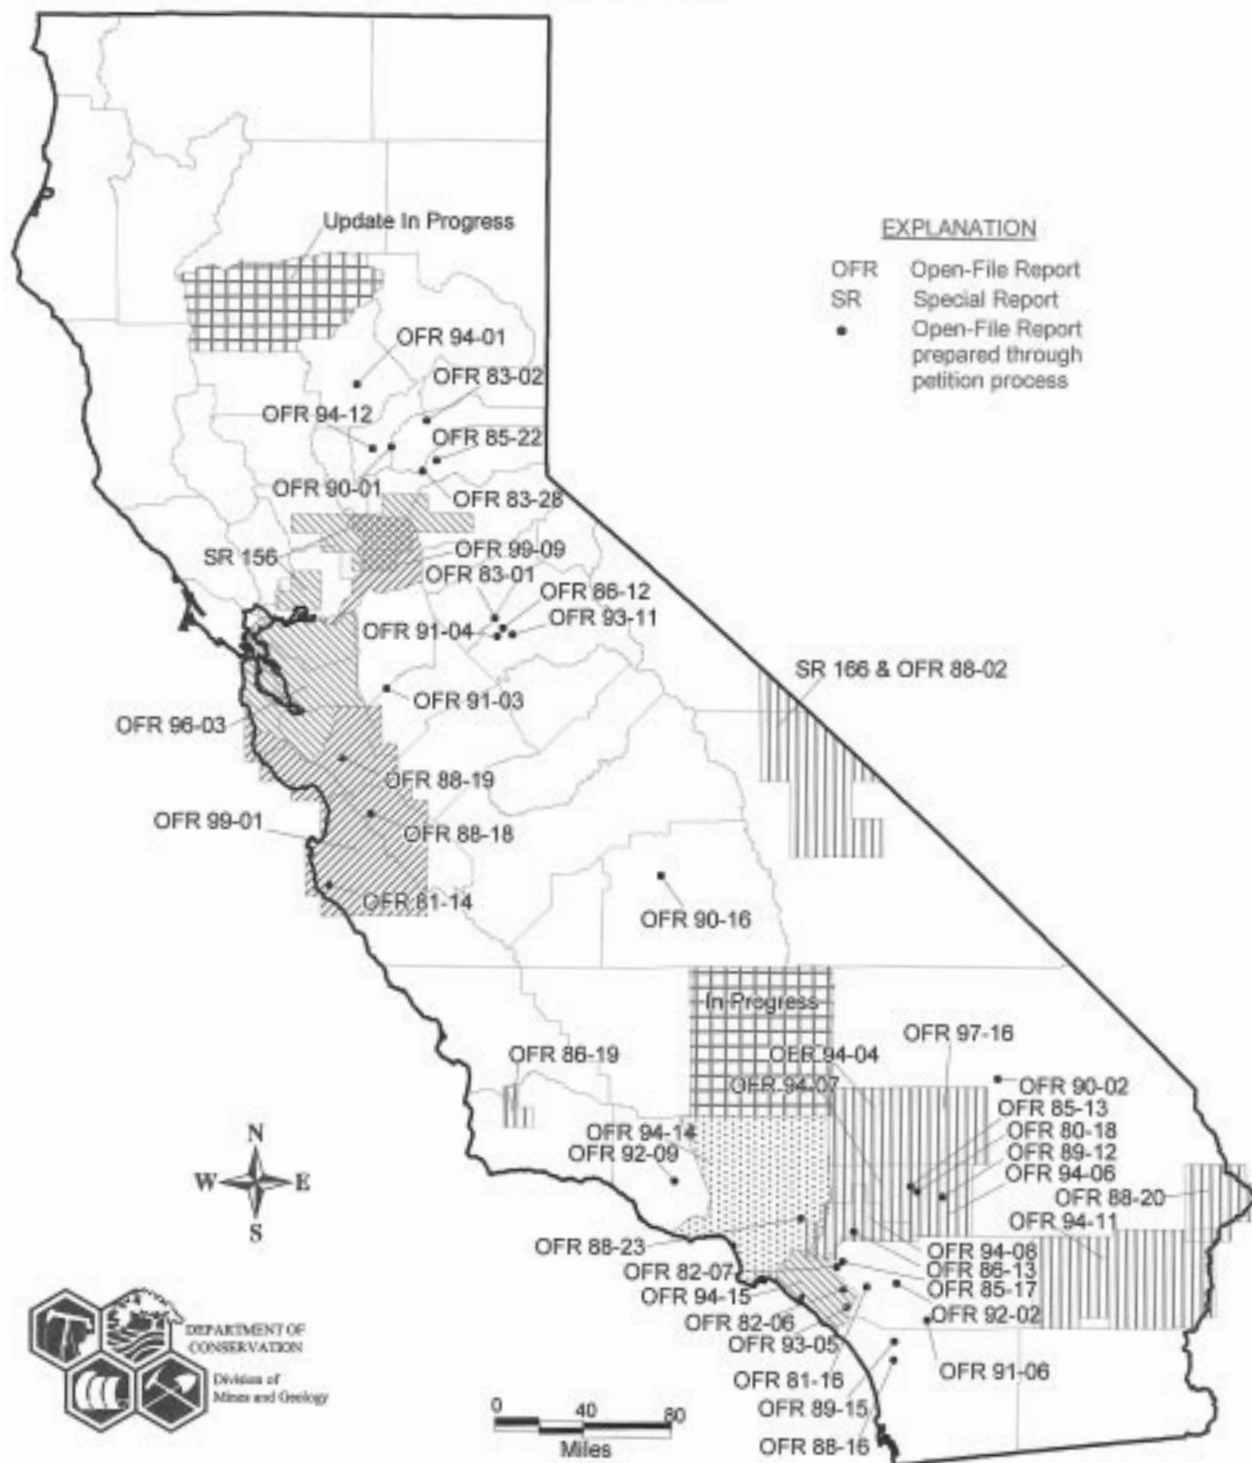 Update In Progress
EXPLANATION
OFR Open-File Report
SR Special Report
● Open-File Report
prepared through
petition process
OFR 94-01
OFR 83-02
OFR 94-12
OFR 85-22
OFR 90-01
OFR 83-28
SR 156
OFR 99-09
OFR 83-01
OFR 86-12
OFR 93-11
OFR 91-04
SR 166 & OFR 88-02
OFR 91-03
OFR 96-03
OFR 88-19
OFR 99-01
OFR 88-18
OFR 81-14
OFR 90-16
In Progress
OFR 97-16
OFR 86-19
OFR 94-04
OFR 94-07
OFR 90-02
OFR 85-13
OFR 80-18
OFR 94-14
OFR 92-09
OFR 89-12
OFR 94-06
OFR 88-20
OFR 94-11
N
W E
S
OFR 88-23
OFR 94-08
OFR 82-07
OFR 86-13
OFR 85-17
OFR 94-15
OFR 92-02
OFR 82-06
OFR 93-05
OFR 91-06
OFR 81-16
OFR 89-15
OFR 88-16
DEPARTMENT OF
CONSERVATION
Division of
Mines and Geology
0 40 80
Miles